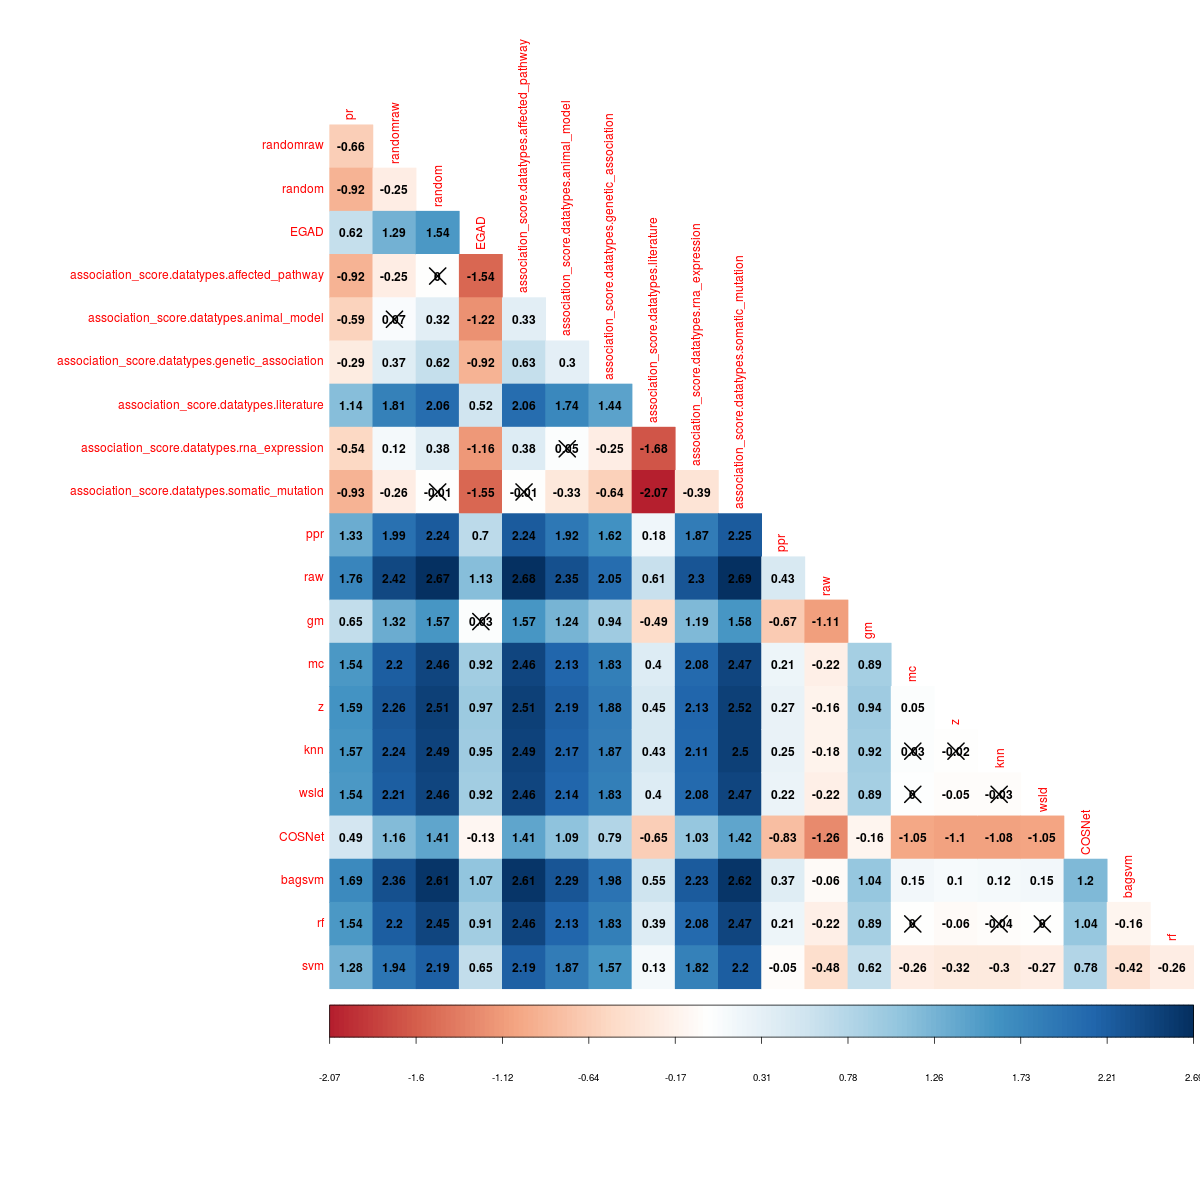 pr
randomraw
random
EGAD
association_score.datatypes.affected_pathway
association_score.datatypes.animal_model
association_score.datatypes.genetic_association
association_score.datatypes.literature
association_score.datatypes.rna_expression
association_score.datatypes.somatic_mutation
ppr
raw
gm
mc
z
knn
wsld
COSNet
bagsvm
rf
randomraw -0.66
random -0.92 -0.25
EGAD 0.62 1.29 1.54
association_score.datatypes.affected_pathway -0.92 -0.25 0 -1.54
association_score.datatypes.animal_model -0.59 0.07 0.32 -1.22 0.33
association_score.datatypes.genetic_association -0.29 0.37 0.62 -0.92 0.63 0.3
association_score.datatypes.literature 1.14 1.81 2.06 0.52 2.06 1.74 1.44
association_score.datatypes.rna_expression -0.54 0.12 0.38 -1.16 0.38 0.05 -0.25 -1.68
association_score.datatypes.somatic_mutation -0.93 -0.26 -0.01 -1.55 -0.01 -0.33 -0.64 -2.07 -0.39
ppr 1.33 1.99 2.24 0.7 2.24 1.92 1.62 0.18 1.87 2.25
raw 1.76 2.42 2.67 1.13 2.68 2.35 2.05 0.61 2.3 2.69 0.43
gm 0.65 1.32 1.57 0.03 1.57 1.24 0.94 -0.49 1.19 1.58 -0.67 -1.11
mc 1.54 2.2 2.46 0.92 2.46 2.13 1.83 0.4 2.08 2.47 0.21 -0.22 0.89
z 1.59 2.26 2.51 0.97 2.51 2.19 1.88 0.45 2.13 2.52 0.27 -0.16 0.94 0.05
knn 1.57 2.24 2.49 0.95 2.49 2.17 1.87 0.43 2.11 2.5 0.25 -0.18 0.92 0.03 -0.02
wsld 1.54 2.21 2.46 0.92 2.46 2.14 1.83 0.4 2.08 2.47 0.22 -0.22 0.89 0 -0.05 -0.03
COSNet 0.49 1.16 1.41 -0.13 1.41 1.09 0.79 -0.65 1.03 1.42 -0.83 -1.26 -0.16 -1.05 -1.1 -1.08 -1.05
bagsvm 1.69 2.36 2.61 1.07 2.61 2.29 1.98 0.55 2.23 2.62 0.37 -0.06 1.04 0.15 0.1 0.12 0.15 1.2
rf 1.54 2.2 2.45 0.91 2.46 2.13 1.83 0.39 2.08 2.47 0.21 -0.22 0.89 0 -0.06 -0.04 0 1.04 -0.16
svm 1.28 1.94 2.19 0.65 2.19 1.87 1.57 0.13 1.82 2.2 -0.05 -0.48 0.62 -0.26 -0.32 -0.3 -0.27 0.78 -0.42 -0.26
-2.07 -1.6 -1.12 -0.64 -0.17 0.31 0.78 1.26 1.73 2.21 2.69